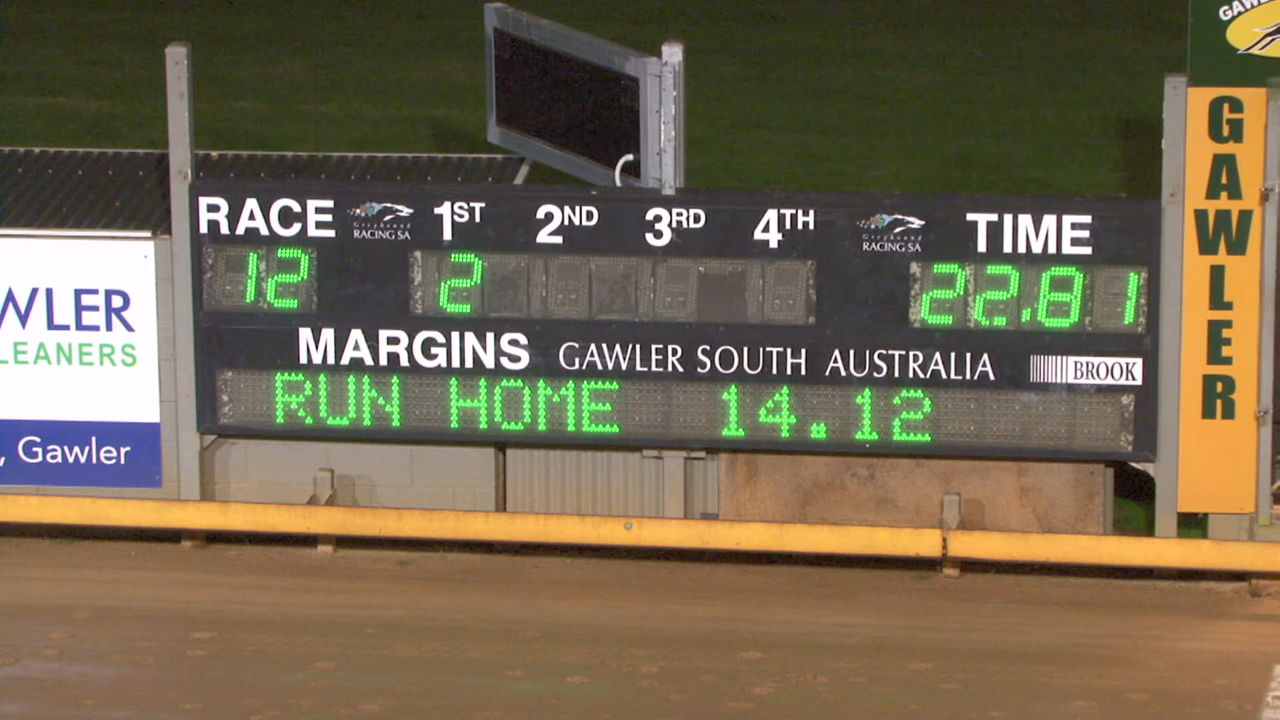 GAWL
RACE
1ST 2ND 3RD 4TH
TIME
Greyhound
RACING SA
Greyhound
RACING SA
12 2 22.81
MARGINS GAWLER SOUTH AUSTRALIA BROOK
RUN HOME 14.12
WLER
LEANERS
, Gawler
GAWLER